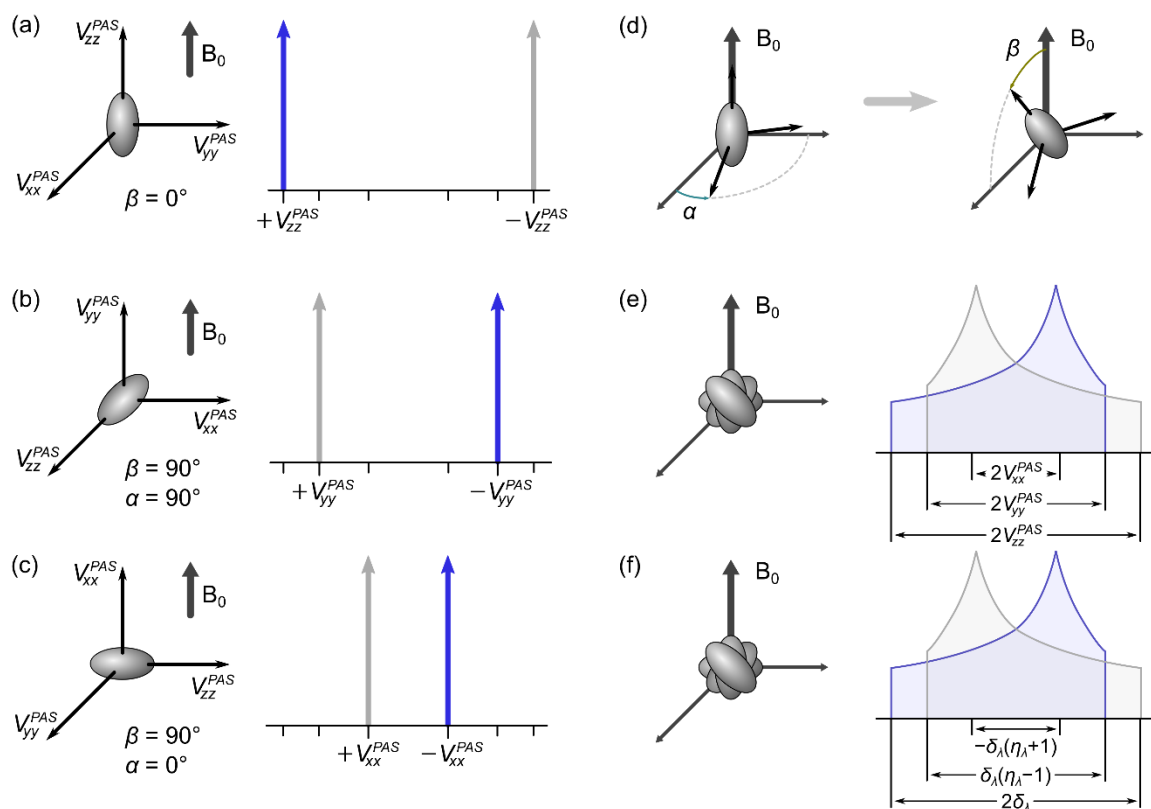 (a)
V_zz^PAS
B₀
V_yy^PAS
V_xx^PAS
β = 0°
+V_zz^PAS
−V_zz^PAS
(b)
V_yy^PAS
B₀
V_xx^PAS
V_zz^PAS
β = 90°
α = 90°
+V_yy^PAS
−V_yy^PAS
(c)
V_xx^PAS
B₀
V_zz^PAS
V_yy^PAS
β = 90°
α = 0°
+V_xx^PAS
−V_xx^PAS
(d)
B₀
α
β
B₀
(e)
B₀
2V_xx^PAS
2V_yy^PAS
2V_zz^PAS
(f)
B₀
−δ_λ(η_λ+1)
δ_λ(η_λ−1)
2δ_λ